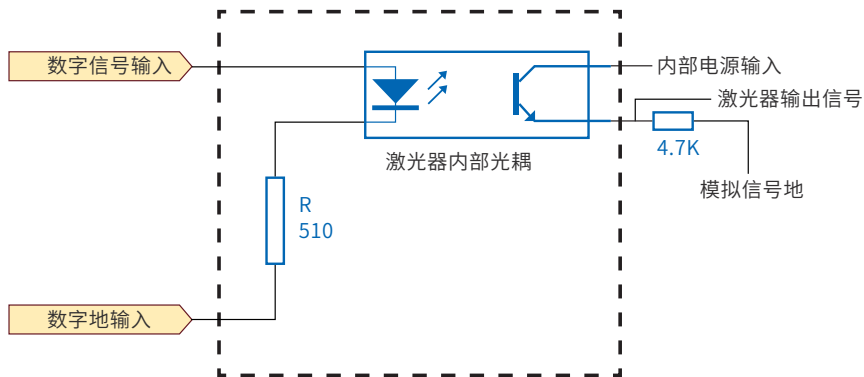 数字信号输入
内部电源输入
激光器输出信号
4.7K
激光器内部光耦
模拟信号地
R
510
数字地输入